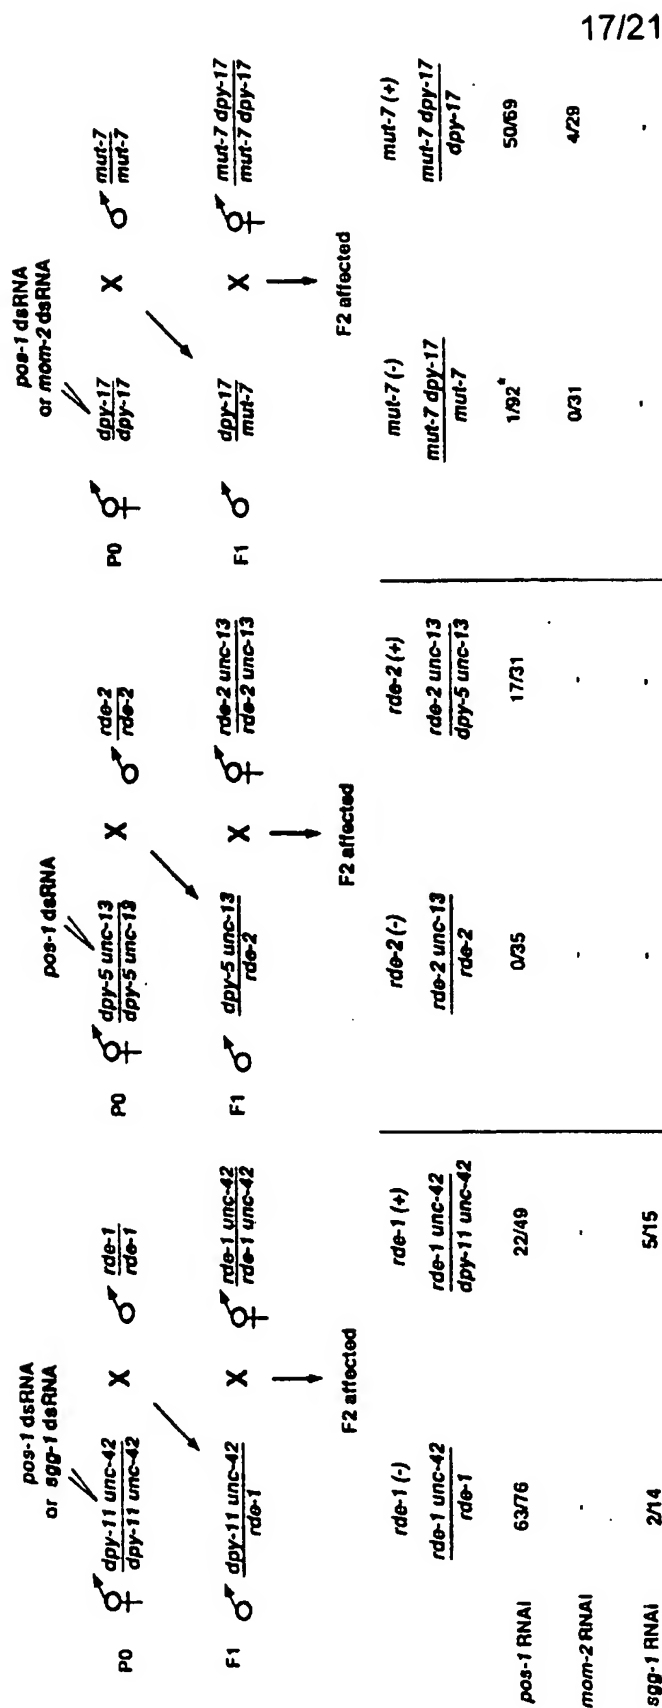 17/21
pos-1 dsRNA
or sgg-1 dsRNA
P0 dpy-11 unc-42 X rde-1
dpy-11 unc-42 rde-1
F1 dpy-11 unc-42 X rde-1 unc-42
rde-1 rde-1 unc-42
F2 affected
rde-1 (-) rde-1 (+)
rde-1 unc-42 rde-1 unc-42
rde-1 dpy-11 unc-42
pos-1 RNAi 63/76 22/49
mom-2 RNAi - -
sgg-1 RNAi 2/14 5/15
pos-1 dsRNA
P0 dpy-5 unc-13 X rde-2
dpy-5 unc-13 rde-2
F1 dpy-5 unc-13 X rde-2 unc-13
rde-2 rde-2 unc-13
F2 affected
rde-2 (-) rde-2 (+)
rde-2 unc-13 rde-2 unc-13
rde-2 dpy-5 unc-13
0/35 17/31
- -
- -
pos-1 dsRNA
or mom-2 dsRNA
P0 dpy-17 X mut-7
dpy-17 mut-7
F1 dpy-17 X mut-7 dpy-17
mut-7 mut-7 dpy-17
F2 affected
mut-7 (-) mut-7 (+)
mut-7 dpy-17 mut-7 dpy-17
mut-7 dpy-17
1/92* 50/69
0/31 4/29
- -